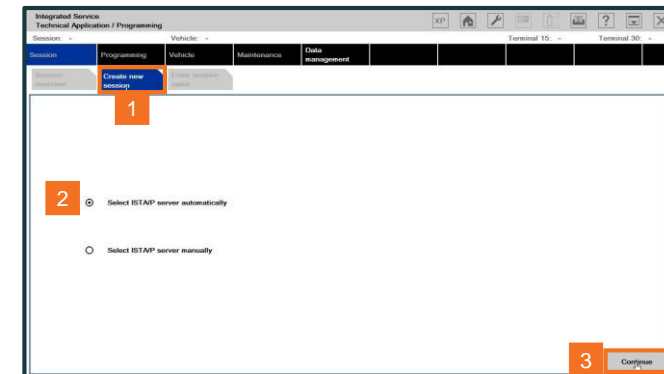 Integrated Service
Technical Application / Programming
XP
?
Session: -
Vehicle: -
Terminal 15: -
Terminal 30: -
Session
Programming
Vehicle
Maintenance
Data
management
Session
overview
Create new
session
Enter session
name
1
2
Select ISTA/P server automatically
Select ISTA/P server manually
3
Continue